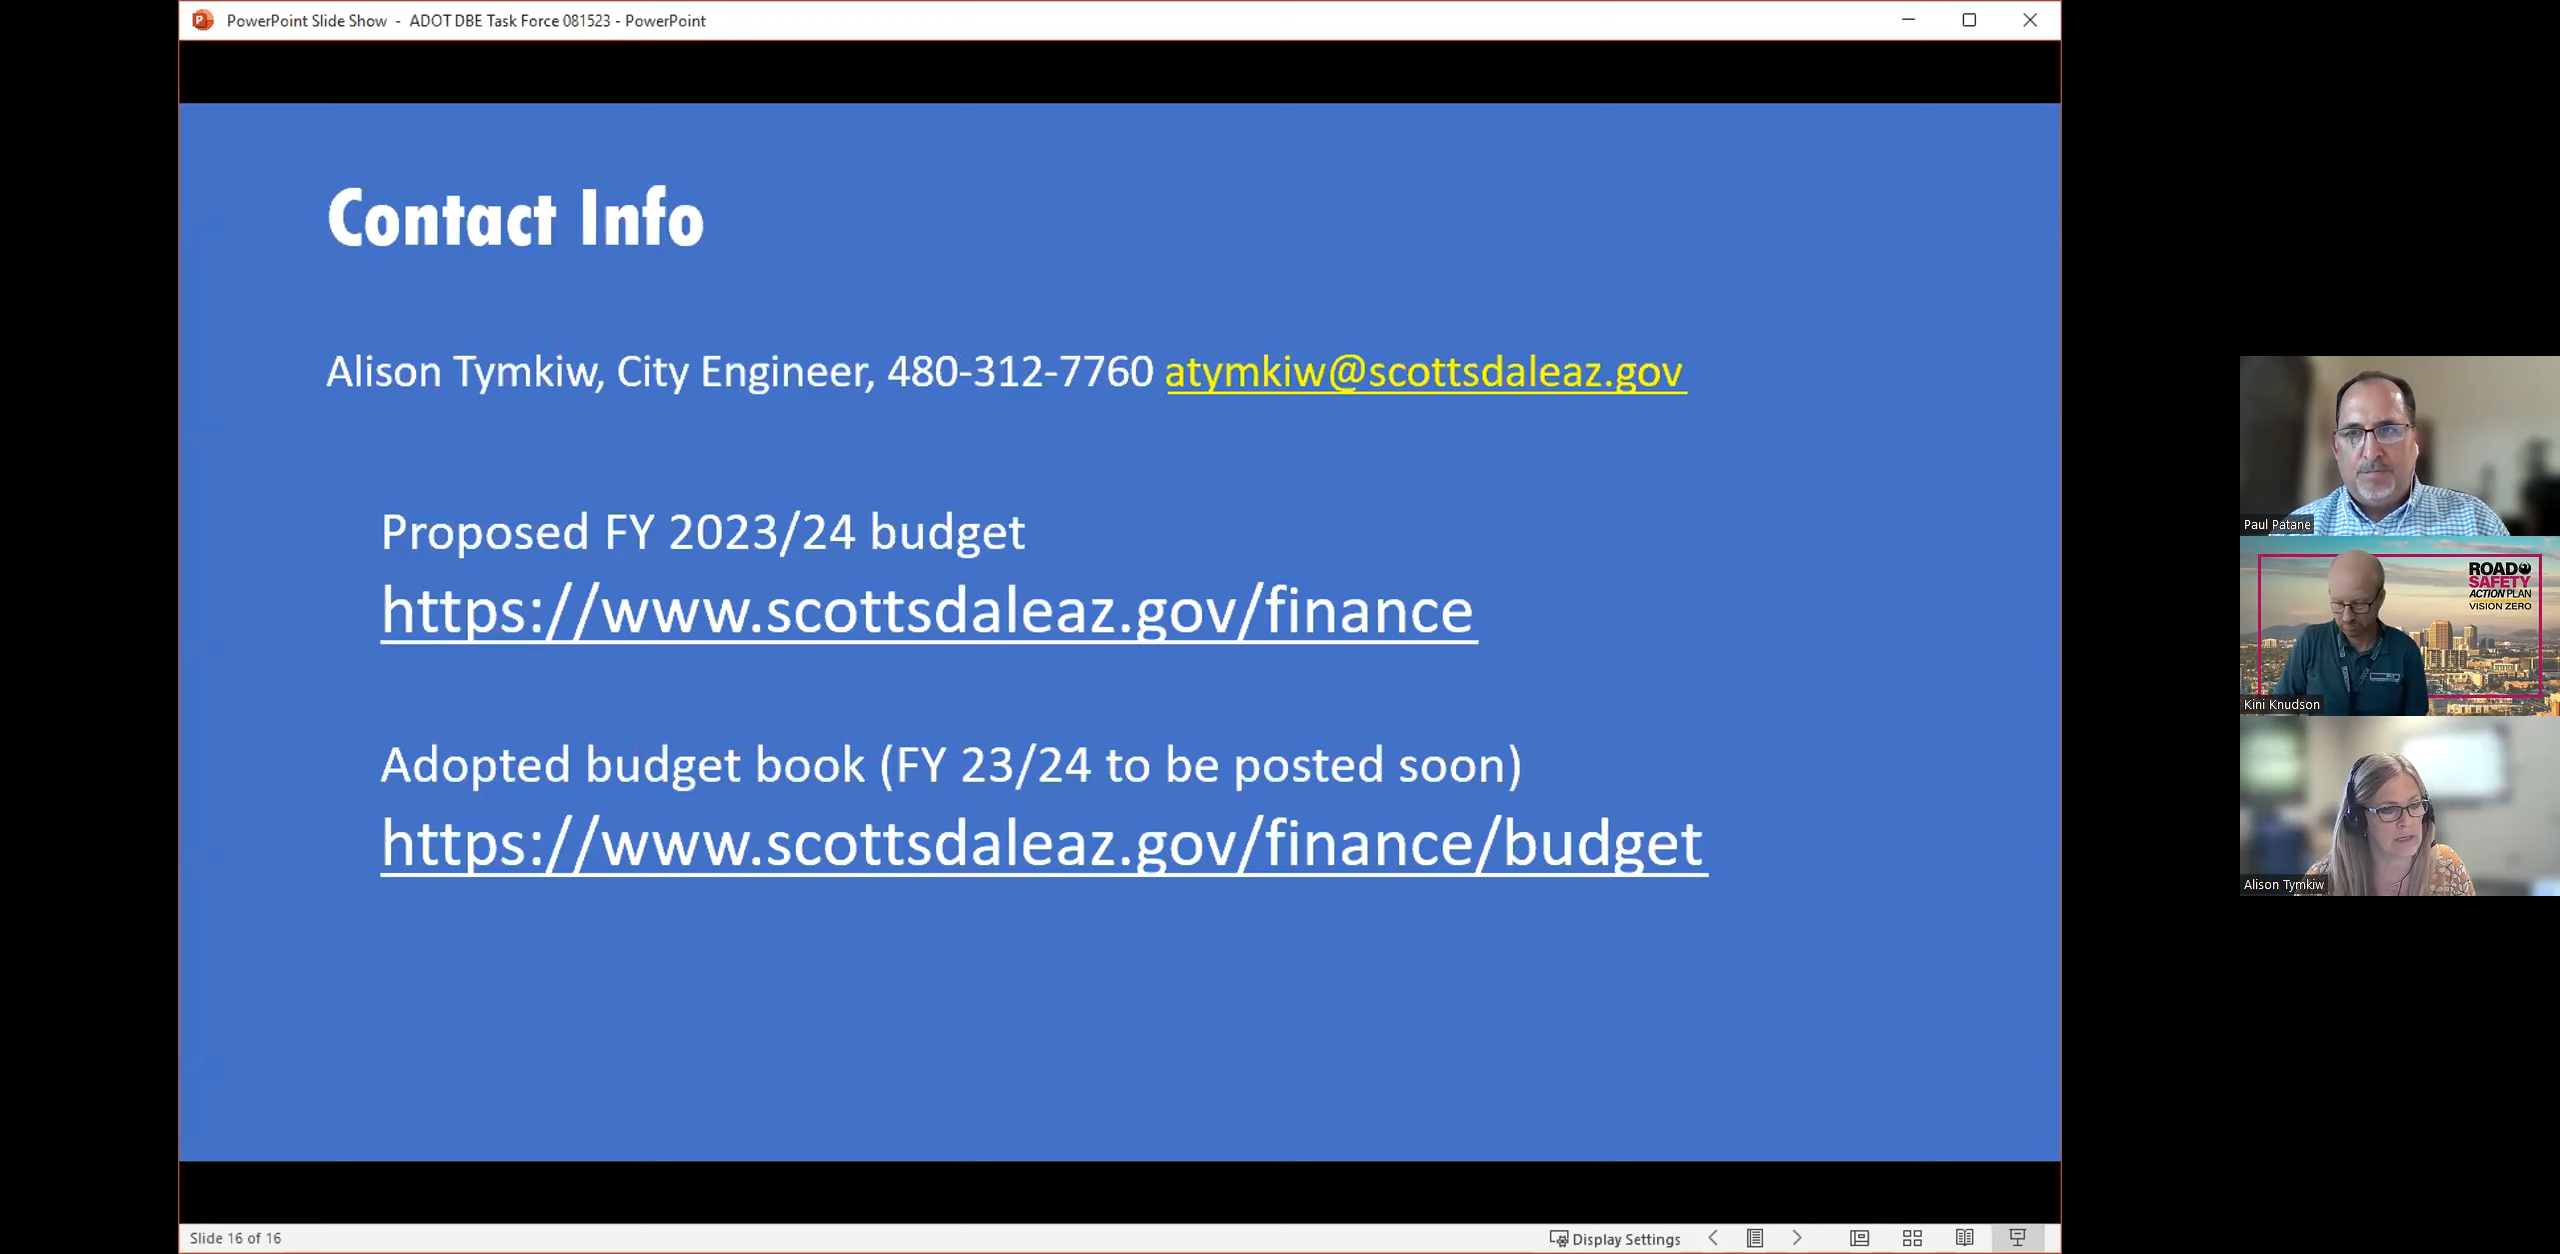 PowerPoint Slide Show - ADOT DBE Task Force 081523 - PowerPoint
Contact Info
Alison Tymkiw, City Engineer, 480-312-7760 atymkiw@scottsdaleaz.gov
Proposed FY 2023/24 budget
https://www.scottsdaleaz.gov/finance
Adopted budget book (FY 23/24 to be posted soon)
https://www.scottsdaleaz.gov/finance/budget
Slide 16 of 16
Display Settings
Paul Patane
ROAD
SAFETY
ACTION PLAN
VISION ZERO
Kini Knudson
Alison Tymkiw